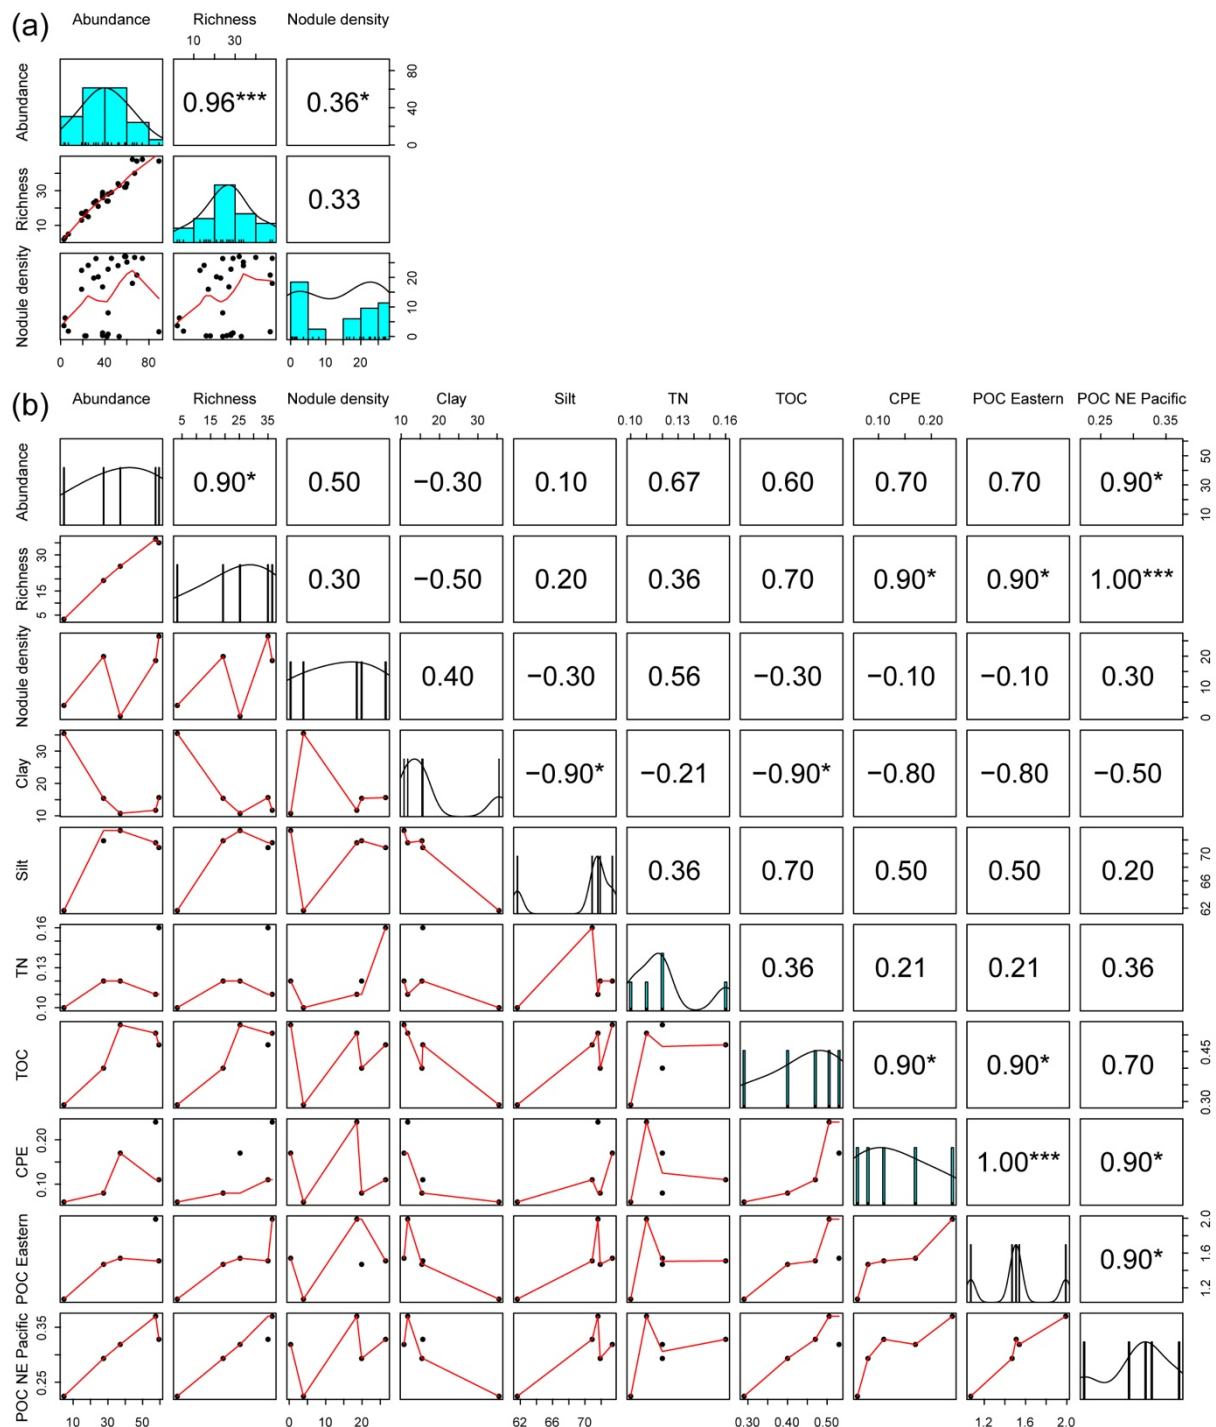 (a)
Abundance Richness Nodule density
10 30
Abundance 0.96*** 0.36* 0 40 80
Richness 10 30 0.33
Nodule density 0 10 20
0 40 80 0 10 20
(b)
Abundance Richness Nodule density Clay Silt TN TOC CPE POC Eastern POC NE Pacific
5 15 25 35 10 20 30 0.10 0.13 0.16 0.10 0.20 0.25 0.35
Abundance 0.90* 0.50 −0.30 0.10 0.67 0.60 0.70 0.70 0.90* 10 30 50
Richness 5 15 30 0.30 −0.50 0.20 0.36 0.70 0.90* 0.90* 1.00***
Nodule density 0.40 −0.30 0.56 −0.30 −0.10 −0.10 0.30 0 10 20
Clay 10 20 30 −0.90* −0.21 −0.90* −0.80 −0.80 −0.50
Silt 0.36 0.70 0.50 0.50 0.20 62 66 70
TN 0.10 0.13 0.16 0.36 0.21 0.21 0.36
TOC 0.90* 0.90* 0.70 0.30 0.45
CPE 0.10 0.20 1.00*** 0.90*
POC Eastern 0.90* 1.2 1.6 2.0
POC NE Pacific 0.25 0.35
10 30 50 0 10 20 62 66 70 0.30 0.40 0.50 1.2 1.6 2.0